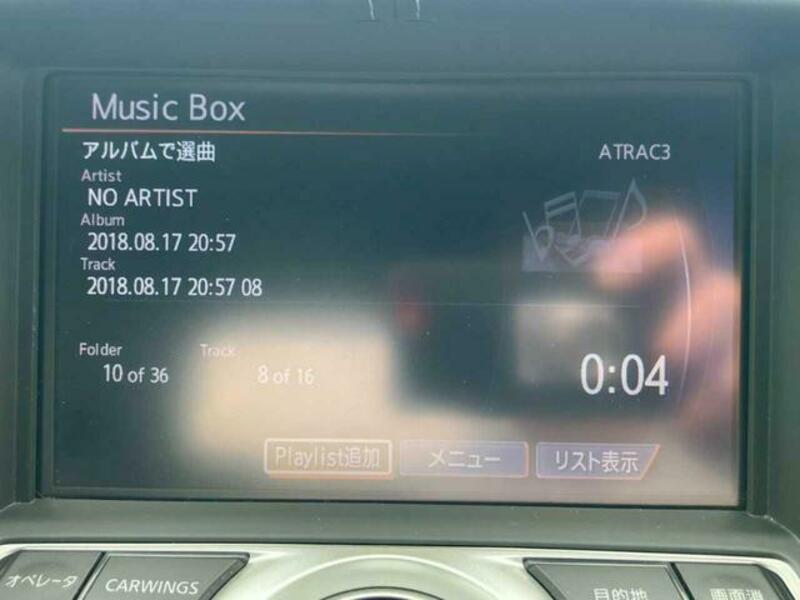 Music Box
アルバムで選曲
ATRAC3
Artist
NO ARTIST
Album
2018.08.17 20:57
Track
2018.08.17 20:57 08
Folder
Track
10 of 36
8 of 16
0:04
Playlist追加
メニュー
リスト表示
オペレータ
CARWINGS
目的地
画面消